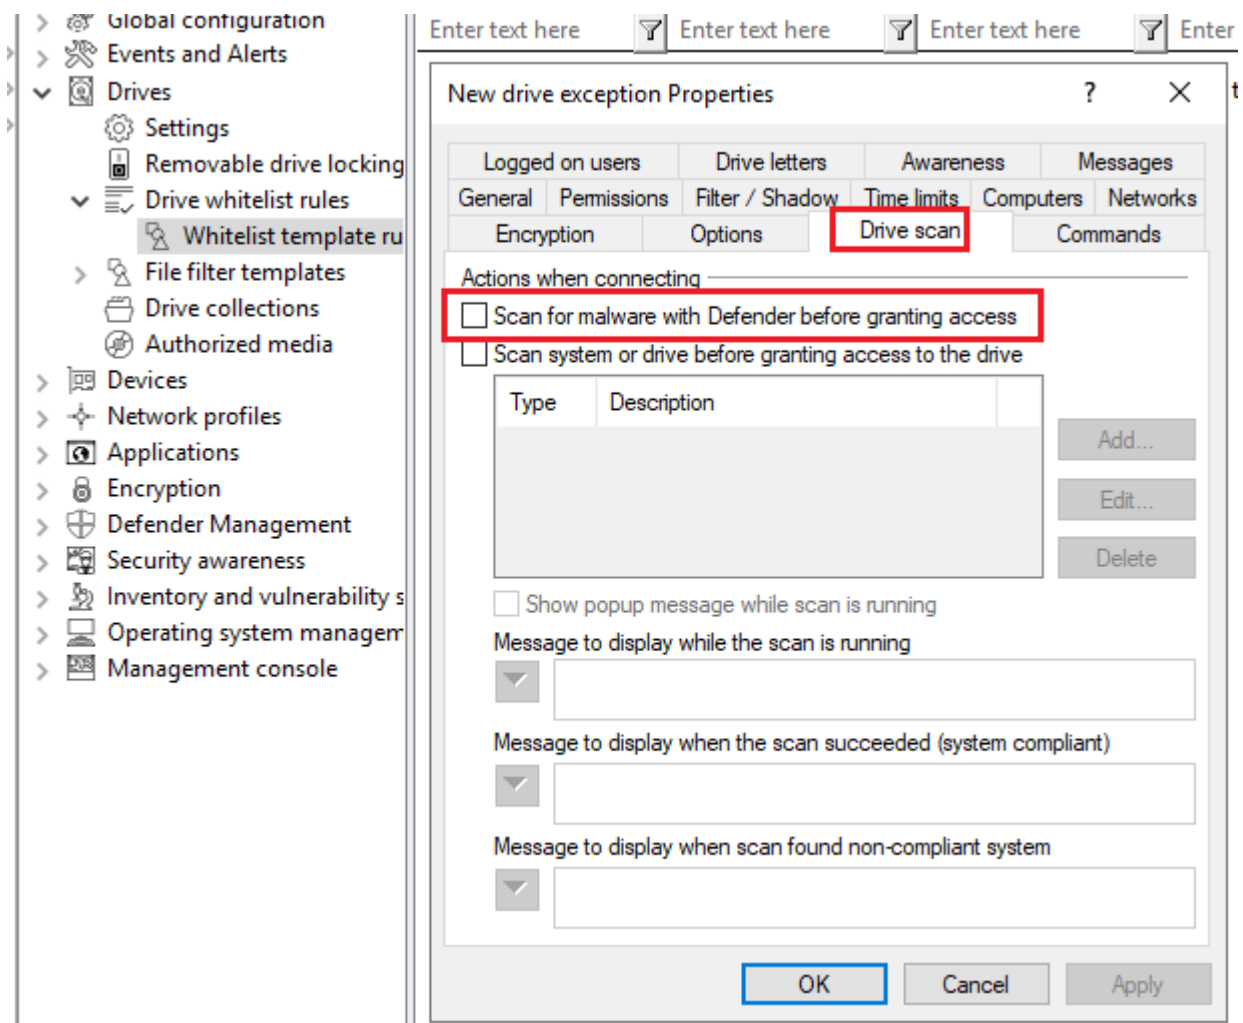 Global configuration
Events and Alerts
Drives
Settings
Removable drive locking
Drive whitelist rules
Whitelist template ru
File filter templates
Drive collections
Authorized media
Devices
Network profiles
Applications
Encryption
Defender Management
Security awareness
Inventory and vulnerability s
Operating system managem
Management console
Enter text here Enter text here Enter text here Enter
t
New drive exception Properties ? X
Logged on users Drive letters Awareness Messages
General Permissions Filter / Shadow Time limits Computers Networks
Encryption Options Drive scan Commands
Actions when connecting
Scan for malware with Defender before granting access
Scan system or drive before granting access to the drive
Type Description
Add...
Edit...
Delete
Show popup message while scan is running
Message to display while the scan is running
Message to display when the scan succeeded (system compliant)
Message to display when scan found non-compliant system
OK Cancel Apply